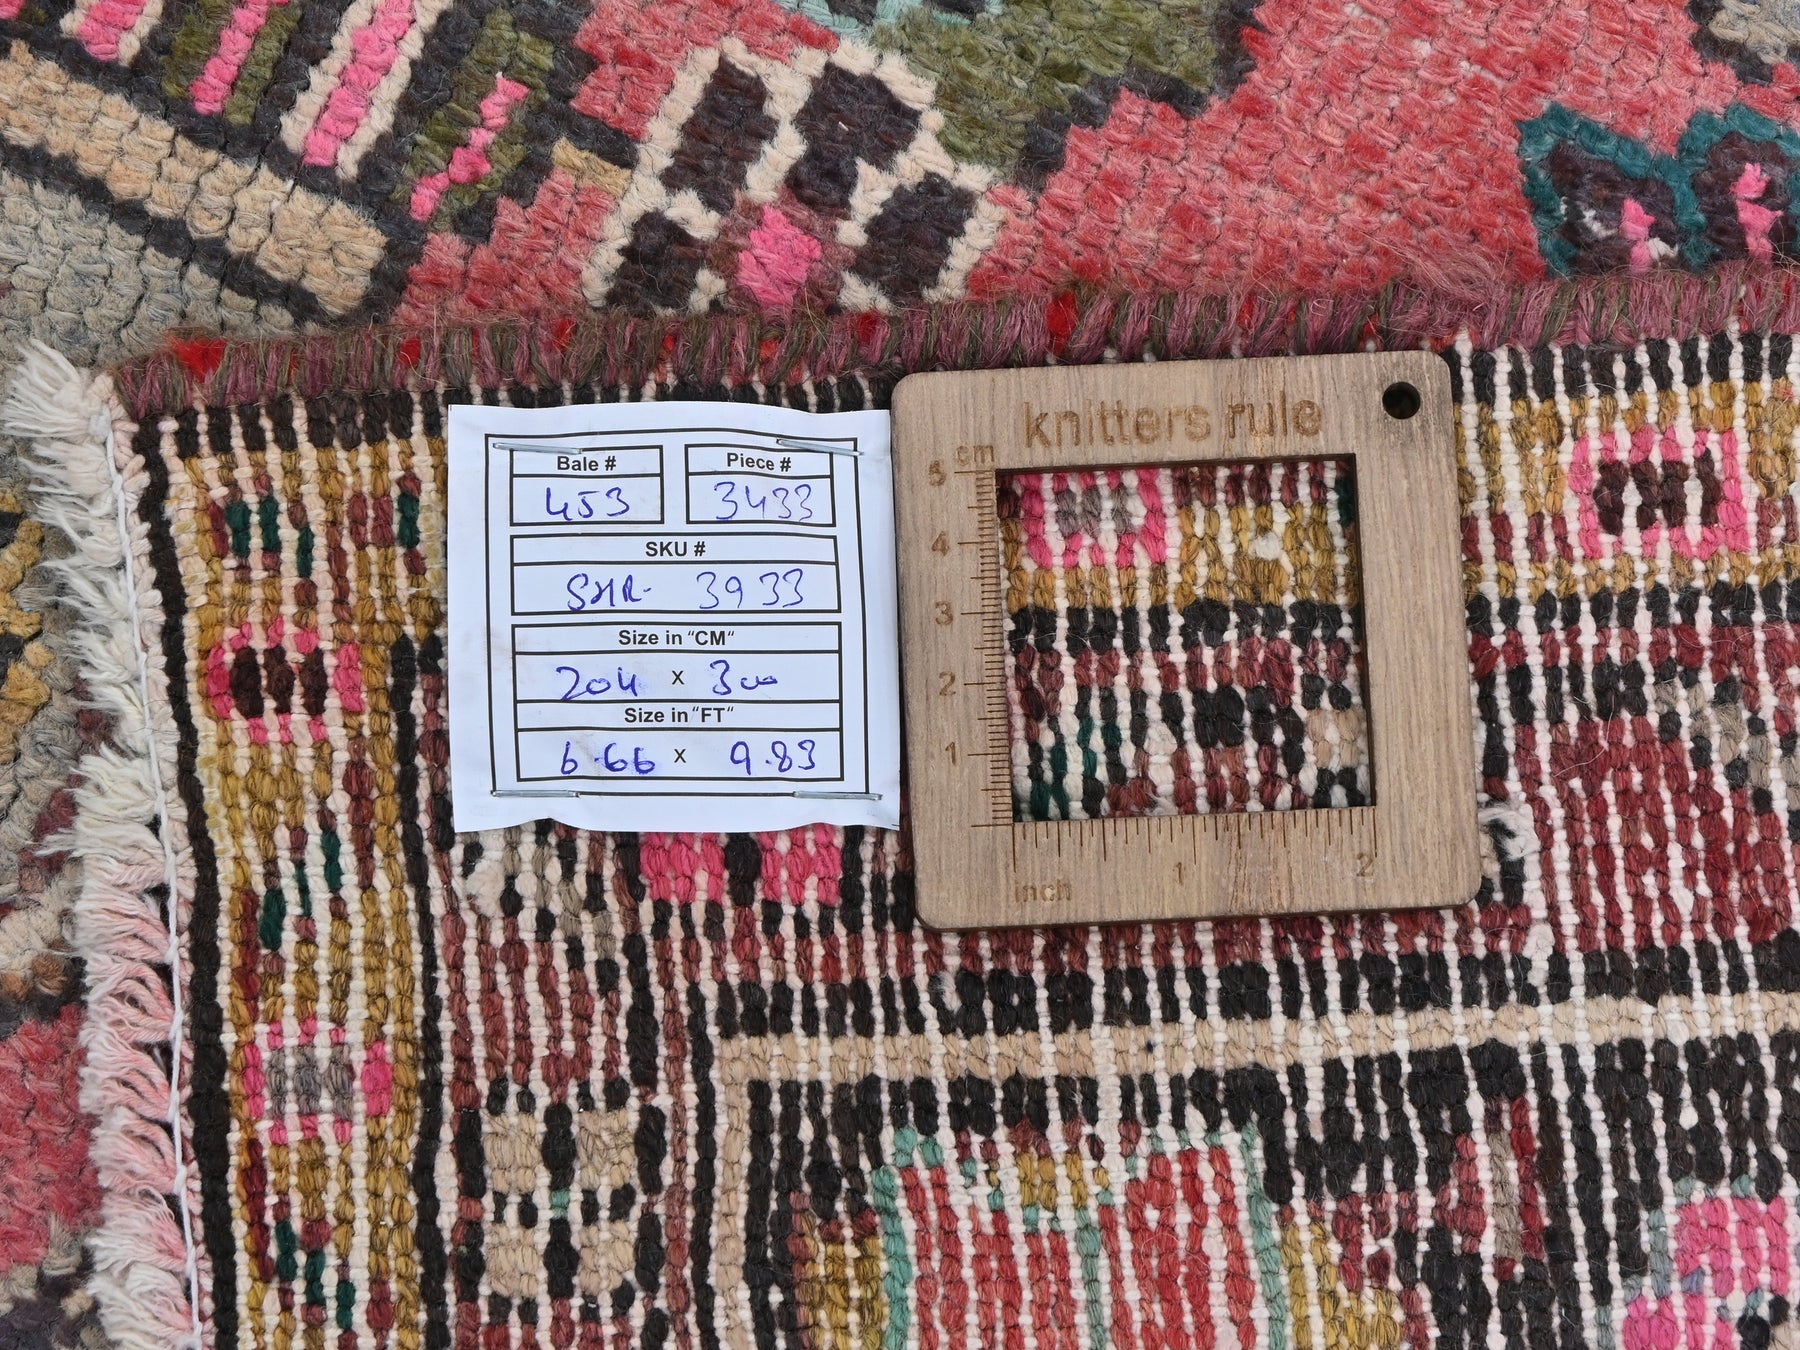 Bale # Piece #
453 3433
SKU #
SHR- 3933
Size in "CM"
204 x 300
Size in "FT"
6.66 x 9.83
knitters rule
cm
5
4
3
2
1
inch 1 2